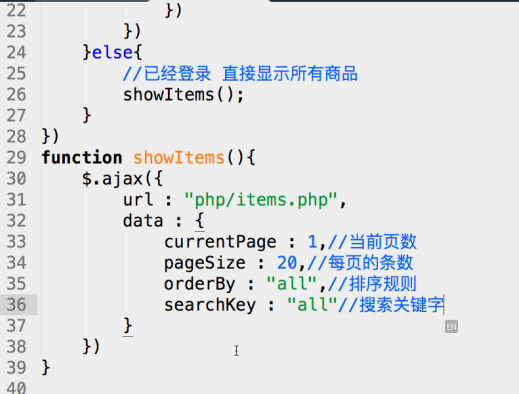 22 })
23 })
24 }else{
25 //已经登录 直接显示所有商品
26 showItems();
27 }
28 })
29 function showItems(){
30 $.ajax({
31 url : "php/items.php",
32 data : {
33 currentPage : 1,//当前页数
34 pageSize : 20,//每页的条数
35 orderBy : "all",//排序规则
36 searchKey : "all"//搜索关键字
EN
37 }
38 })
39 }
40